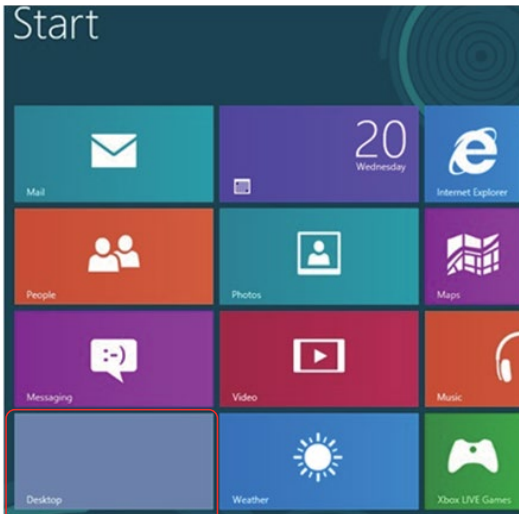 Start
Mail
20
Wednesday
Internet Explorer
People
Photos
Maps
Messaging
:-)
Video
Music
Desktop
Weather
Xbox LIVE Games